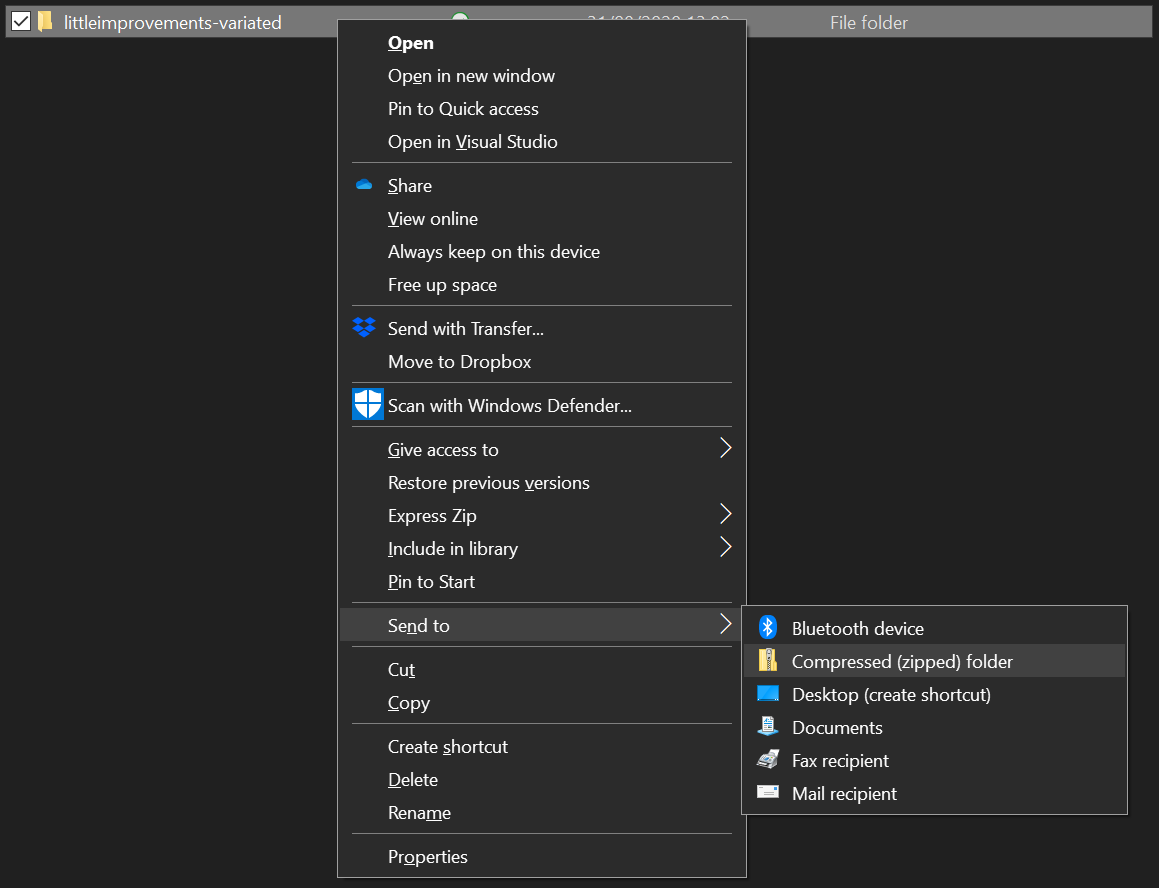 littleimprovements-variated
File folder
Open
Open in new window
Pin to Quick access
Open in Visual Studio
Share
View online
Always keep on this device
Free up space
Send with Transfer...
Move to Dropbox
Scan with Windows Defender...
Give access to
Restore previous versions
Express Zip
Include in library
Pin to Start
Send to
Cut
Copy
Create shortcut
Delete
Rename
Properties
Bluetooth device
Compressed (zipped) folder
Desktop (create shortcut)
Documents
Fax recipient
Mail recipient